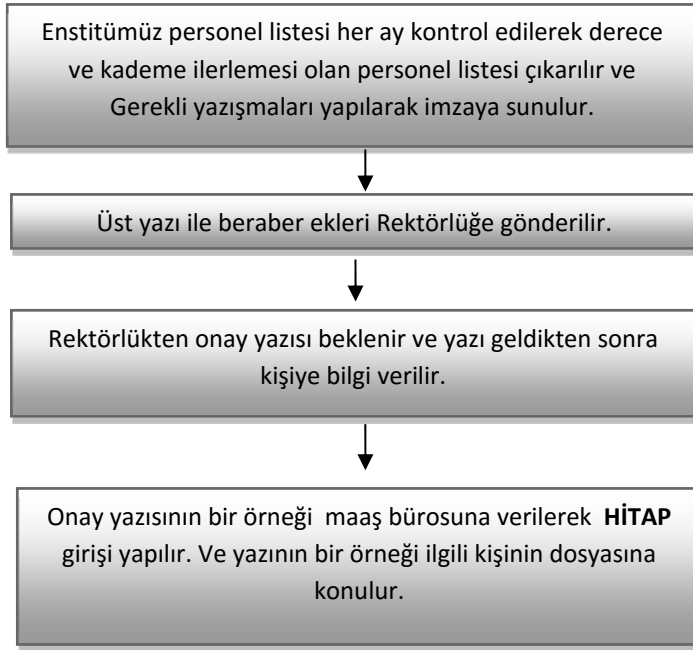 Enstitümüz personel listesi her ay kontrol edilerek derece
ve kademe ilerlemesi olan personel listesi çıkarılır ve
Gerekli yazışmaları yapılarak imzaya sunulur.
Üst yazı ile beraber ekleri Rektörlüğe gönderilir.
Rektörlükten onay yazısı beklenir ve yazı geldikten sonra
kişiye bilgi verilir.
Onay yazısının bir örneği maaş bürosuna verilerek HİTAP
girişi yapılır. Ve yazının bir örneği ilgili kişinin dosyasına
konulur.